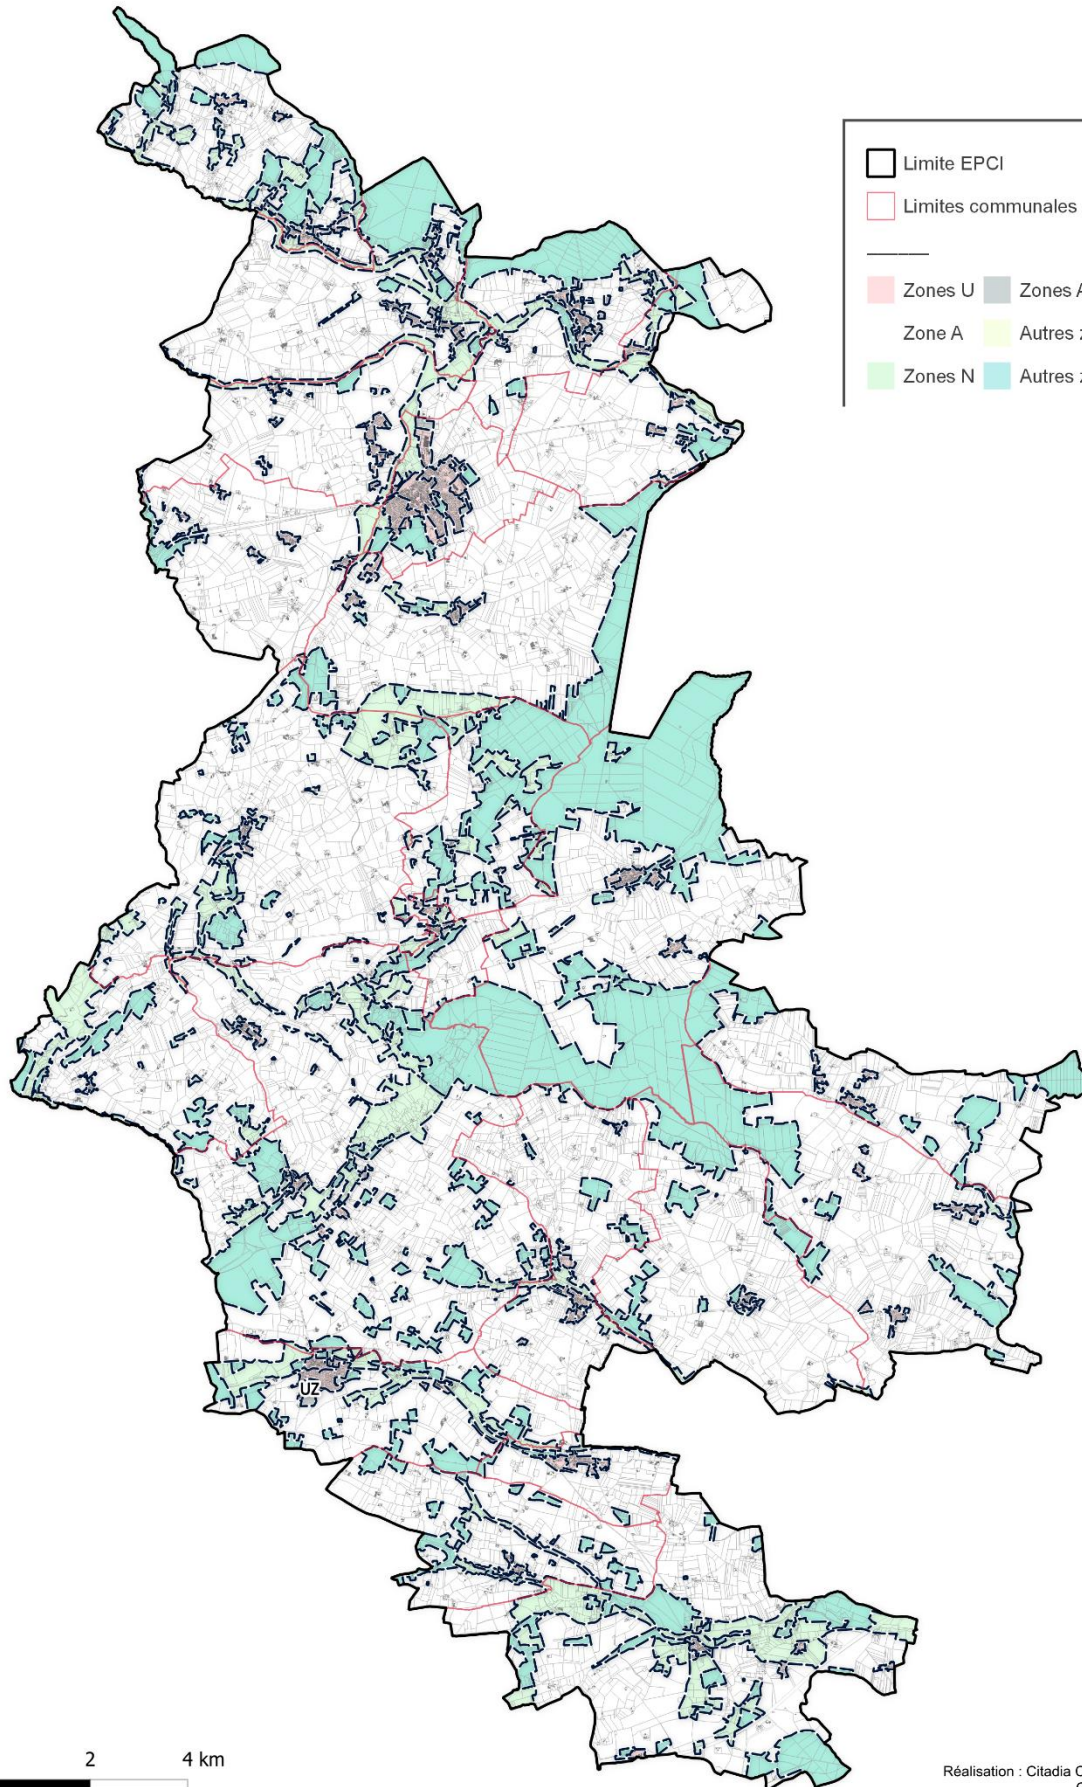 Limite EPCI
Limites communales
Zones U Zones A
Zone A Autres z
Zones N Autres z
UZ
2 4 km
Réalisation : Citadia C